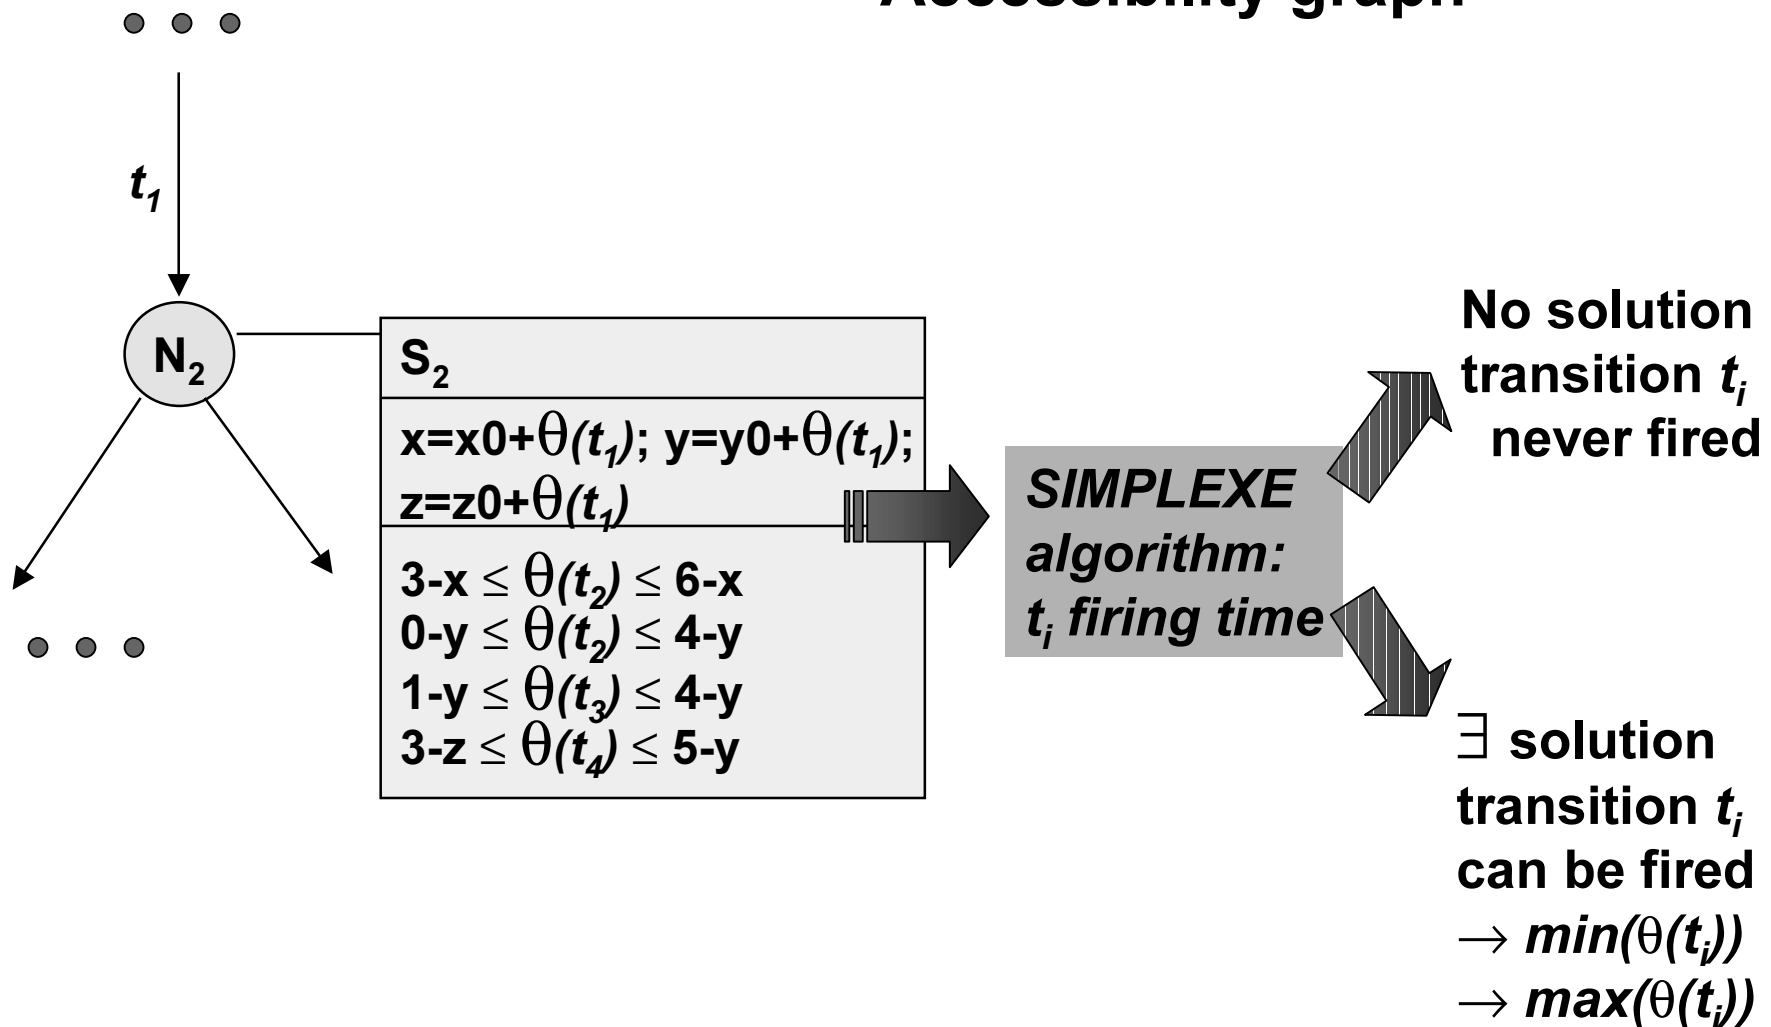 Accessibility graph
t1
N2
S2
x=x0+θ(t1); y=y0+θ(t1);
z=z0+θ(t1)
3-x ≤ θ(t2) ≤ 6-x
0-y ≤ θ(t2) ≤ 4-y
1-y ≤ θ(t3) ≤ 4-y
3-z ≤ θ(t4) ≤ 5-y
SIMPLEXE
algorithm:
ti firing time
No solution
transition ti
never fired
∃ solution
transition ti
can be fired
→ min(θ(ti))
→ max(θ(ti))